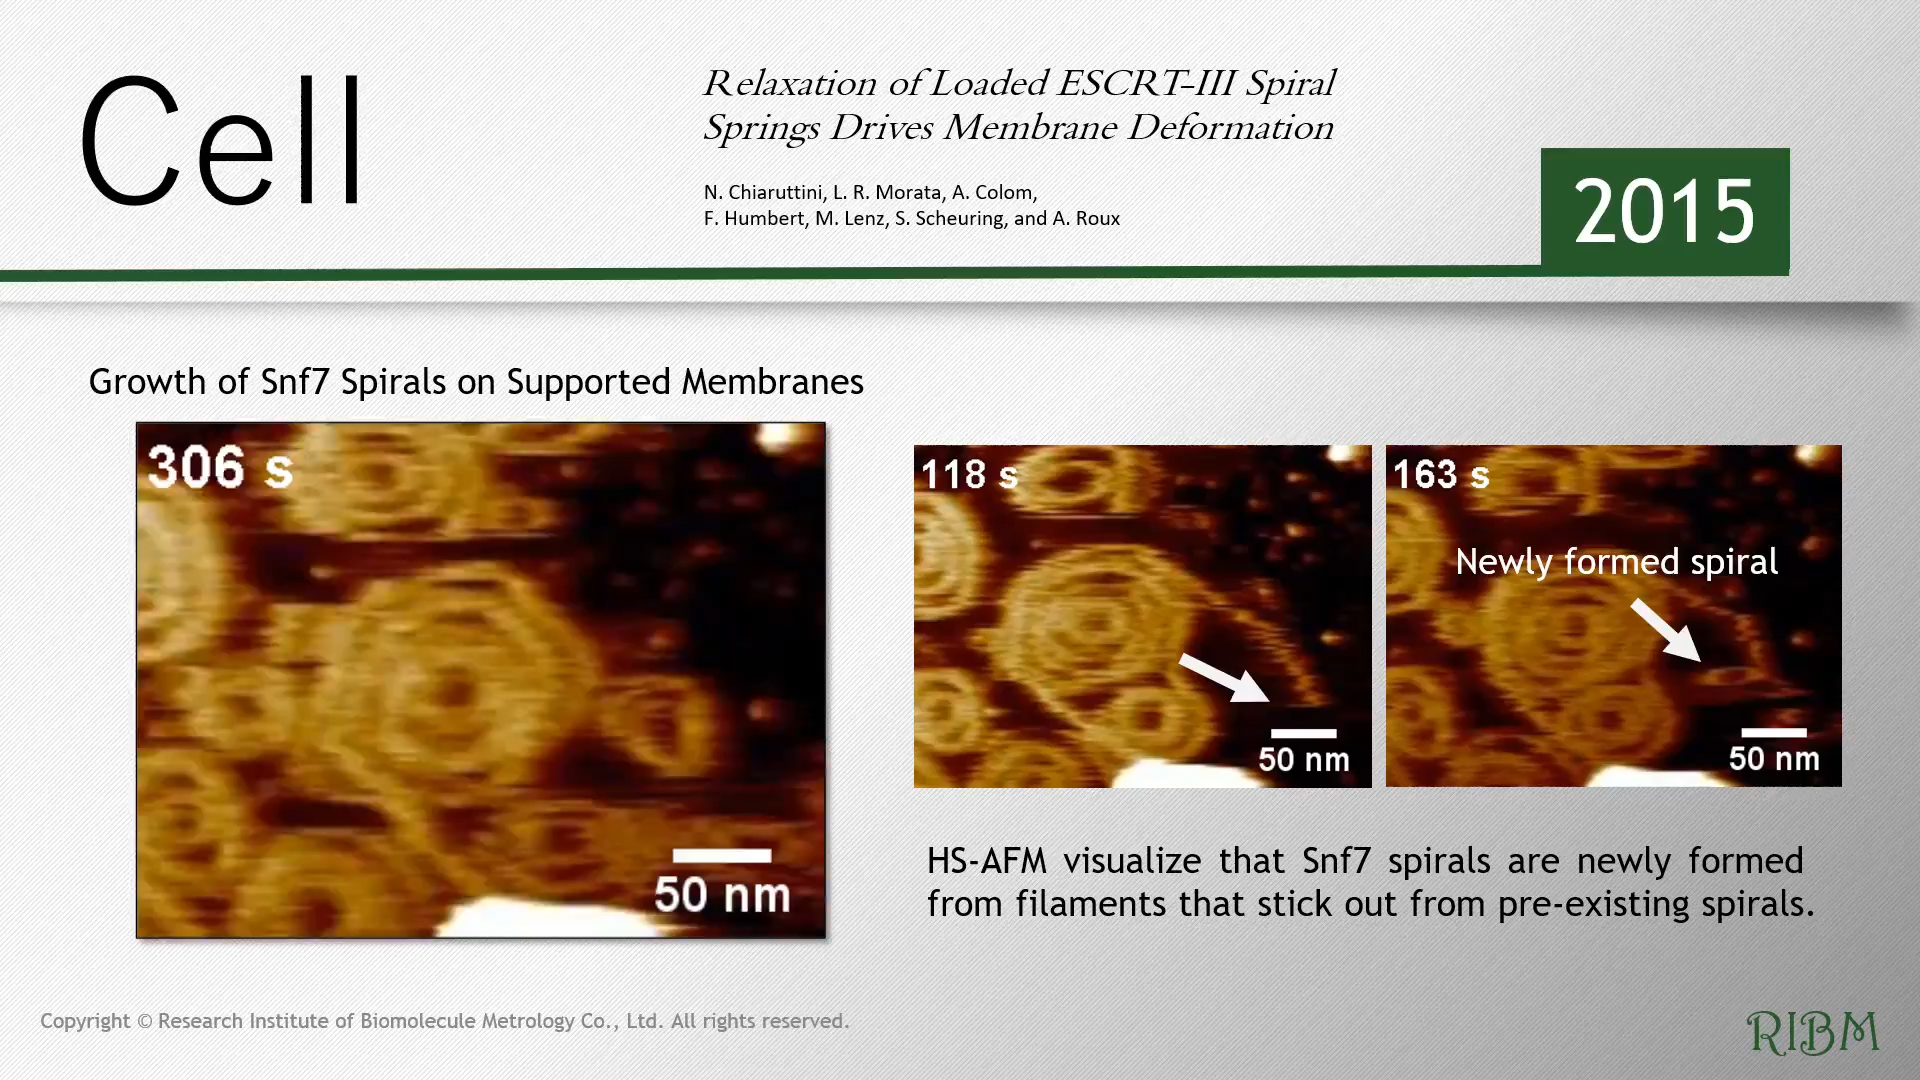 Cell
Relaxation of Loaded ESCRT-III Spiral
Springs Drives Membrane Deformation
N. Chiaruttini, L. R. Morata, A. Colom,
F. Humbert, M. Lenz, S. Scheuring, and A. Roux
2015
Growth of Snf7 Spirals on Supported Membranes
306 s
50 nm
118 s
50 nm
163 s
Newly formed spiral
50 nm
HS-AFM visualize that Snf7 spirals are newly formed
from filaments that stick out from pre-existing spirals.
Copyright © Research Institute of Biomolecule Metrology Co., Ltd. All rights reserved.
RIBM